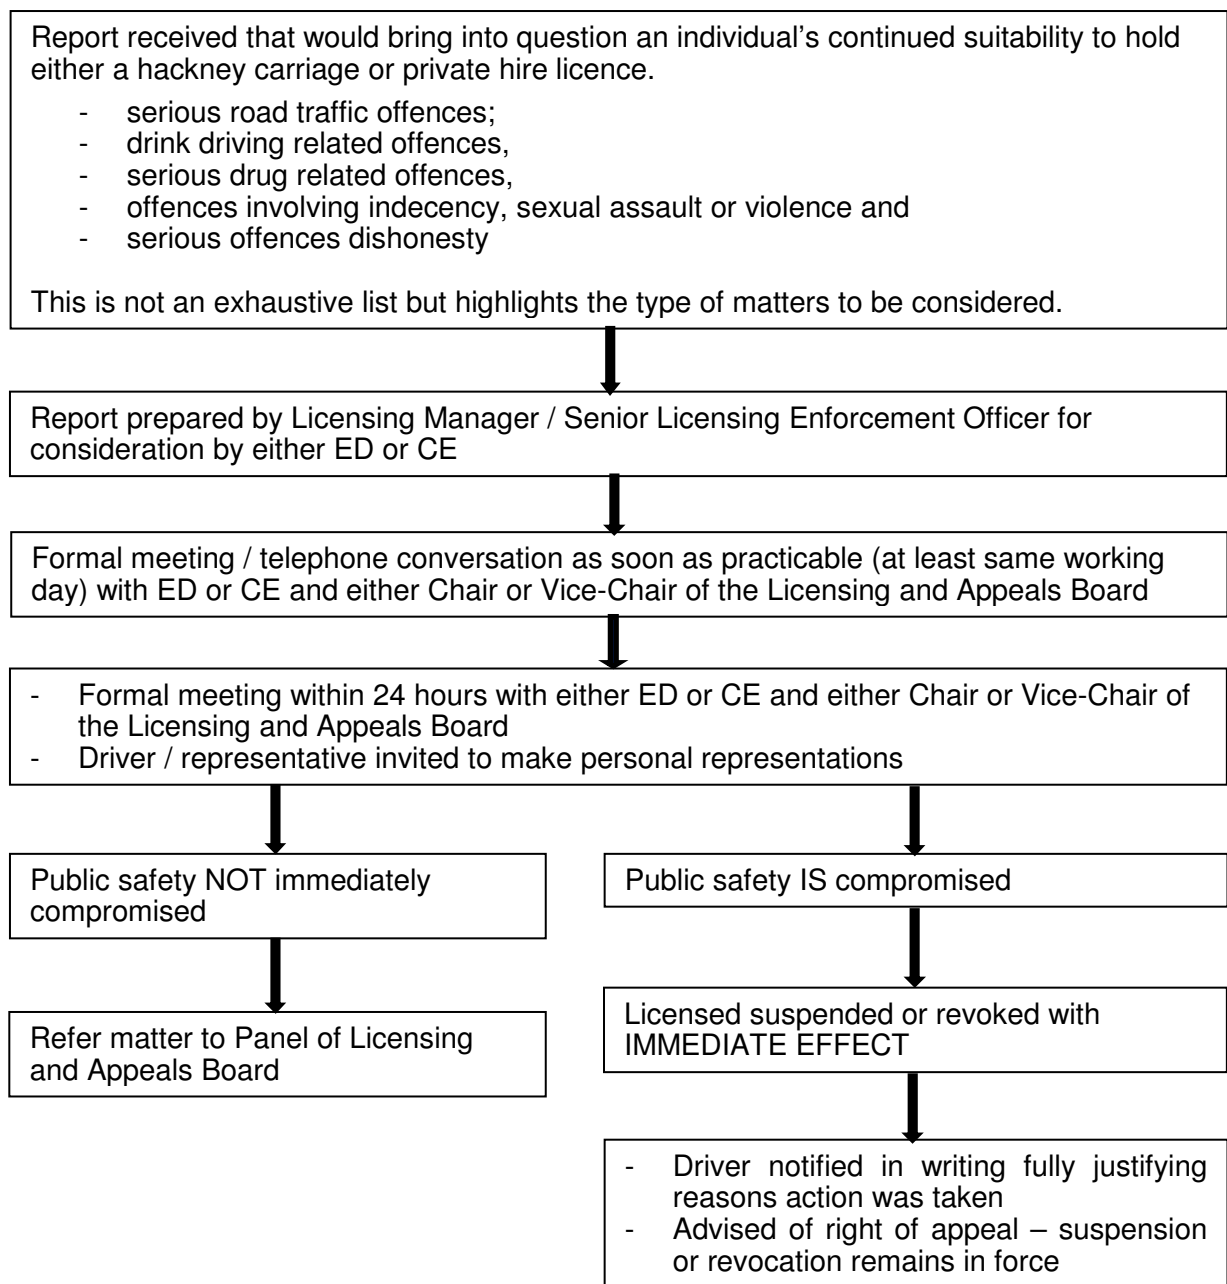 Report received that would bring into question an individual’s continued suitability to hold
either a hackney carriage or private hire licence.
- serious road traffic offences;
- drink driving related offences,
- serious drug related offences,
- offences involving indecency, sexual assault or violence and
- serious offences dishonesty
This is not an exhaustive list but highlights the type of matters to be considered.
Report prepared by Licensing Manager / Senior Licensing Enforcement Officer for
consideration by either ED or CE
Formal meeting / telephone conversation as soon as practicable (at least same working
day) with ED or CE and either Chair or Vice-Chair of the Licensing and Appeals Board
- Formal meeting within 24 hours with either ED or CE and either Chair or Vice-Chair of
the Licensing and Appeals Board
- Driver / representative invited to make personal representations
Public safety NOT immediately
compromised
Refer matter to Panel of Licensing
and Appeals Board
Public safety IS compromised
Licensed suspended or revoked with
IMMEDIATE EFFECT
- Driver notified in writing fully justifying
reasons action was taken
- Advised of right of appeal – suspension
or revocation remains in force